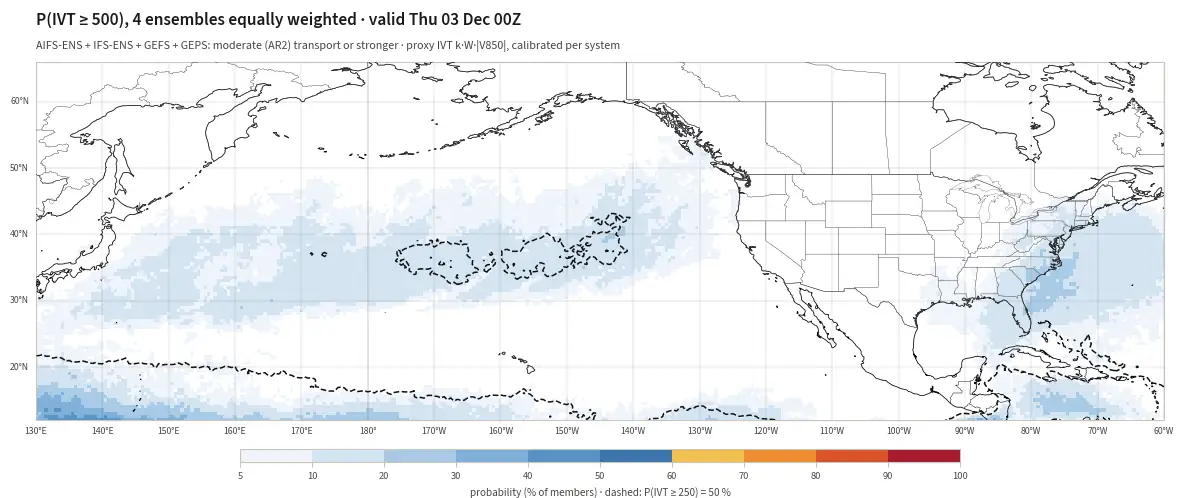 P(IVT ≥ 500), 4 ensembles equally weighted · valid Thu 03 Dec 00Z
AIFS-ENS + IFS-ENS + GEFS + GEPS: moderate (AR2) transport or stronger · proxy IVT k·W·|V850|, calibrated per system
60°N
50°N
40°N
30°N
20°N
130°E 140°E 150°E 160°E 170°E 180° 170°W 160°W 150°W 140°W 130°W 120°W 110°W 100°W 90°W 80°W 70°W 60°W
5 10 20 30 40 50 60 70 80 90 100
probability (% of members) · dashed: P(IVT ≥ 250) = 50 %